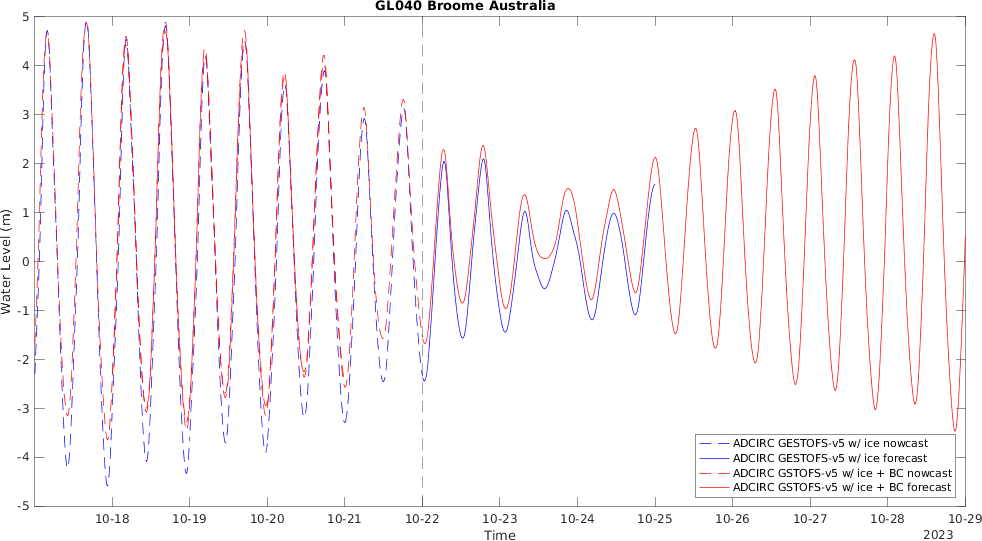 GL040 Broome Australia
5
4
3
2
1
0
-1
-2
-3
-4
-5
Water Level (m)
ADCIRC GESTOFS-v5 w/ ice nowcast
ADCIRC GESTOFS-v5 w/ ice forecast
ADCIRC GSTOFS-v5 w/ ice + BC nowcast
ADCIRC GSTOFS-v5 w/ ice + BC forecast
10-18 10-19 10-20 10-21 10-22 10-23 10-24 10-25 10-26 10-27 10-28 10-29
Time
2023